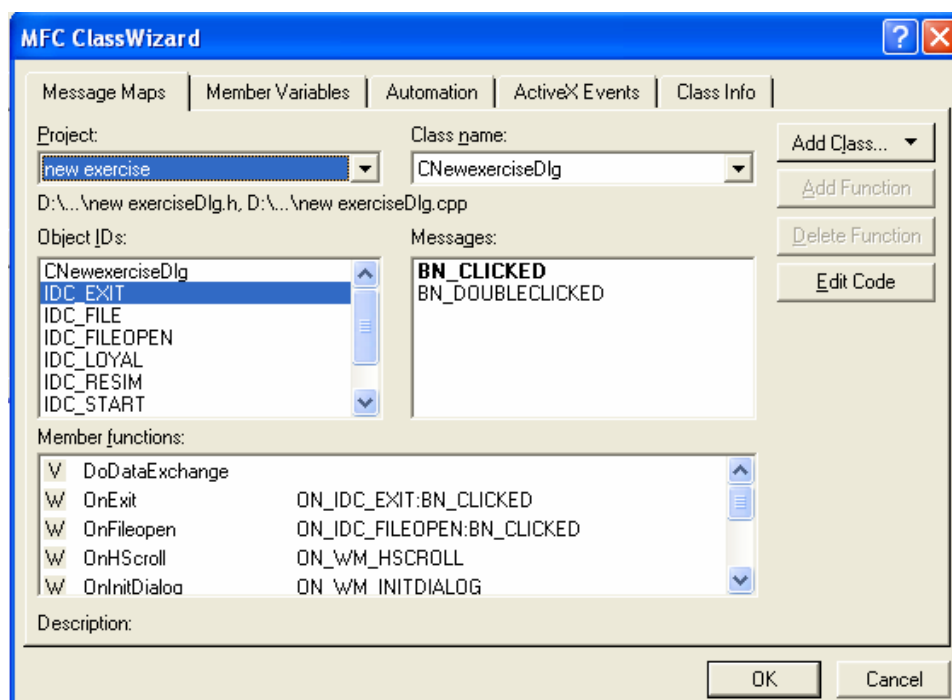 MFC ClassWizard
Message Maps Member Variables Automation ActiveX Events Class Info
Project: Class name:
new exercise CNewexerciseDlg
Add Class...
Add Function
D:\...\new exerciseDlg.h, D:\...\new exerciseDlg.cpp
Object IDs: Messages:
Delete Function
Edit Code
CNewexerciseDlg
IDC_EXIT
IDC_FILE
IDC_FILEOPEN
IDC_LOYAL
IDC_RESIM
IDC_START
BN_CLICKED
BN_DOUBLECLICKED
Member functions:
V DoDataExchange
W OnExit ON_IDC_EXIT:BN_CLICKED
W OnFileopen ON_IDC_FILEOPEN:BN_CLICKED
W OnHScroll ON_WM_HSCROLL
W OnInitDialog ON_WM_INITDIALOG
Description:
OK Cancel